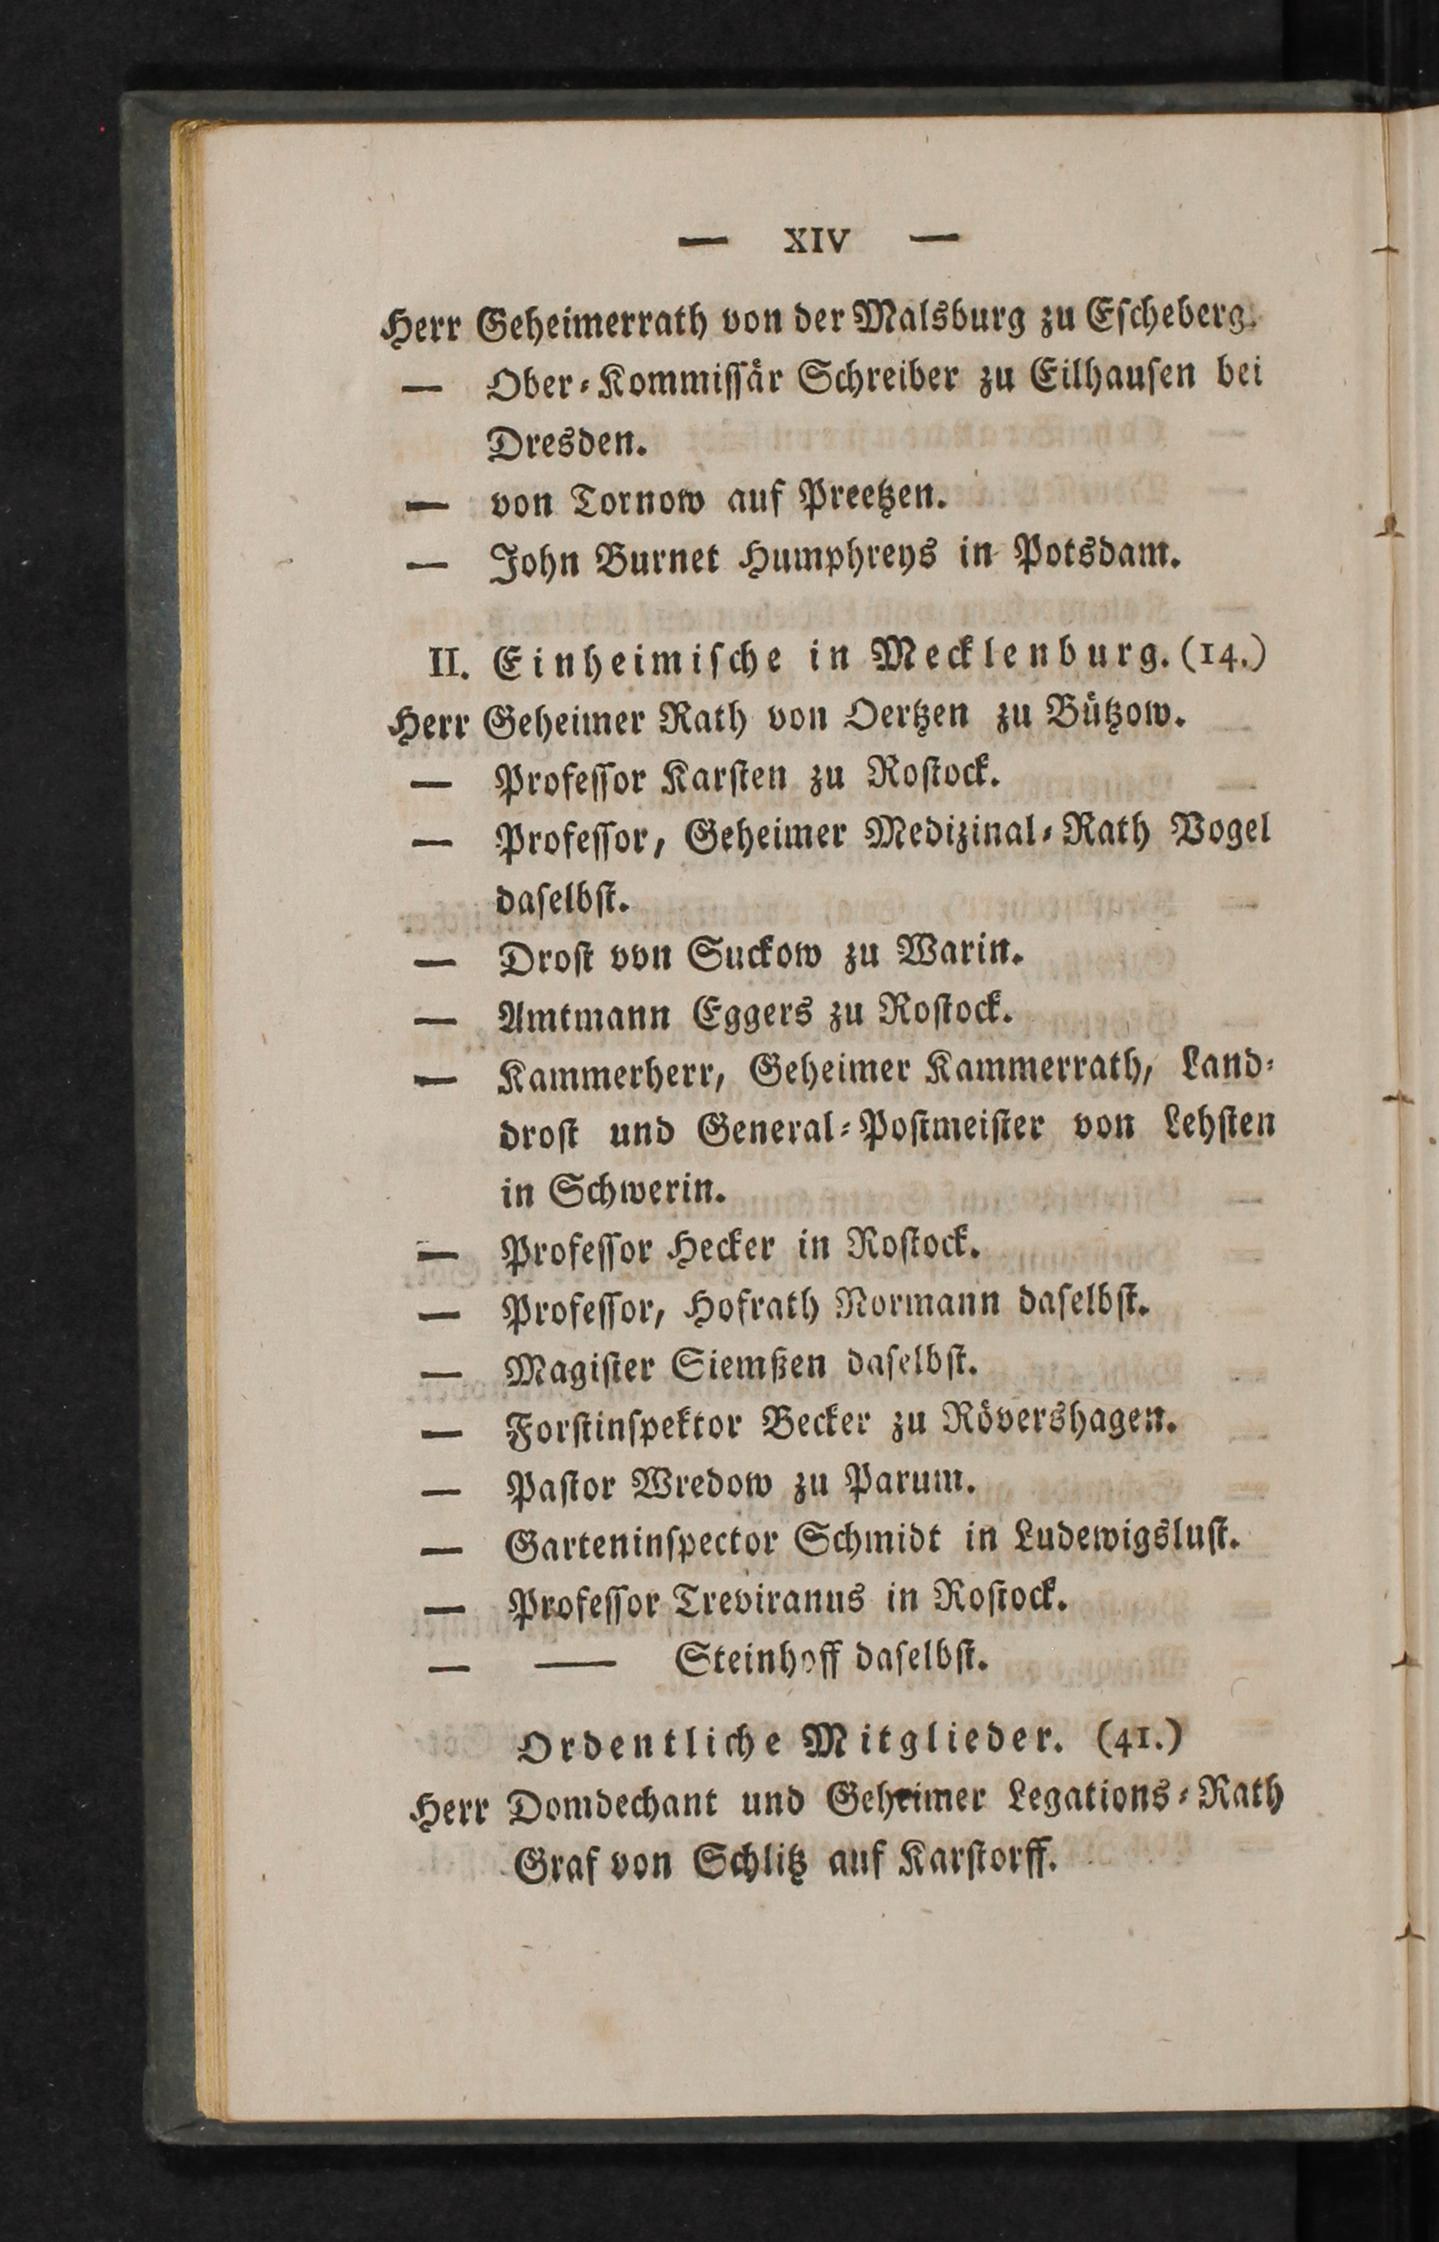 — XIV —
Herr Geheimerrath von der Malsburg zu Escheberg.
— Ober-Kommissär Schreiber zu Eilhausen bei
Dresden.
— von Tornow auf Preetzen.
— John Burnet Humphreys in Potsdam.
II. Einheimische in Mecklenburg. (14.)
Herr Geheimer Rath von Oertzen zu Bützow.
— Professor Karsten zu Rostock.
— Professor, Geheimer Medizinal-Rath Vogel
daselbst.
— Drost von Suckow zu Warin.
— Amtmann Eggers zu Rostock.
— Kammerherr, Geheimer Kammerrath, Land-
drost und General-Postmeister von Lehsten
in Schwerin.
— Professor Hecker in Rostock.
— Professor, Hofrath Normann daselbst.
— Magister Siemßen daselbst.
— Forstinspektor Becker zu Rövershagen.
— Pastor Wredow zu Parum.
— Garteninspector Schmidt in Ludewigslust.
— Professor Treviranus in Rostock.
— —— Steinhoff daselbst.
Ordentliche Mitglieder. (41.)
Herr Domdechant und Geheimer Legations-Rath
Graf von Schlitz auf Karstorff.